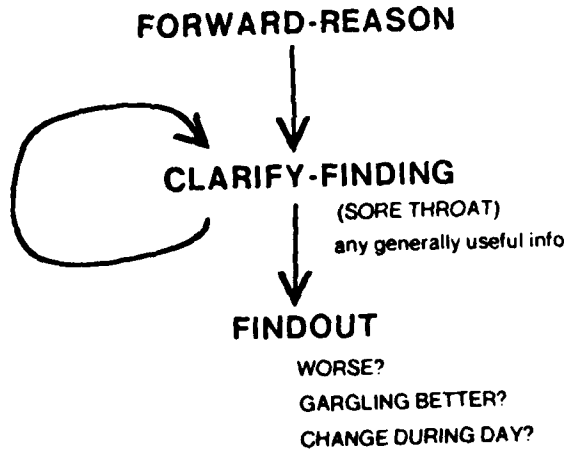 FORWARD-REASON
CLARIFY-FINDING
(SORE THROAT)
any generally useful info
FINDOUT
WORSE?
GARGLING BETTER?
CHANGE DURING DAY?